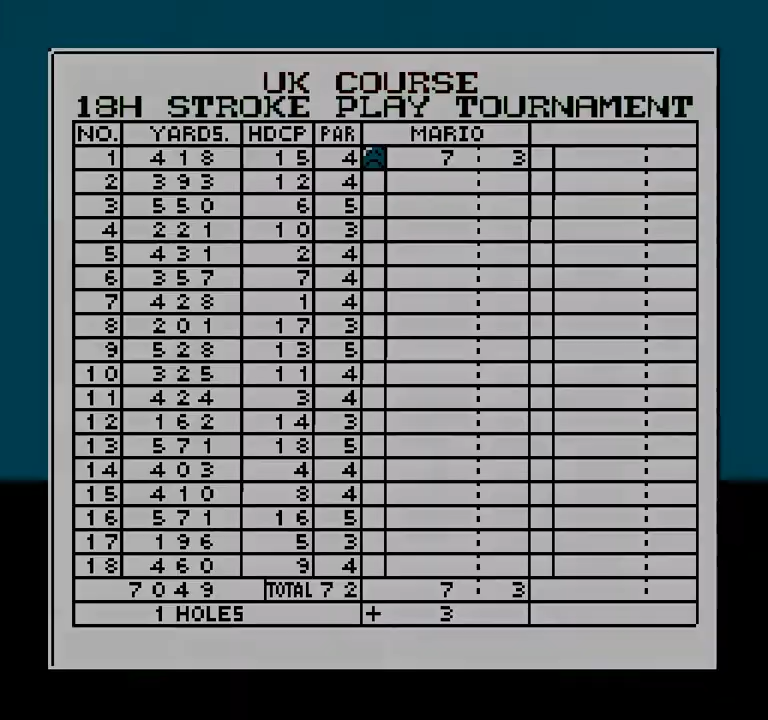 UK COURSE
18H STROKE PLAY TOURNAMENT
NO. YARDS. HDCP PAR MARIO
1 418 15 4 7 3
2 393 12 4
3 550 6 5
4 221 10 3
5 431 2 4
6 357 7 4
7 428 1 4
8 201 17 3
9 528 13 5
10 325 11 4
11 424 3 4
12 162 14 3
13 571 18 5
14 403 4 4
15 410 8 4
16 571 16 5
17 196 5 3
18 460 9 4
7049 TOTAL 72 7 3
1 HOLES + 3